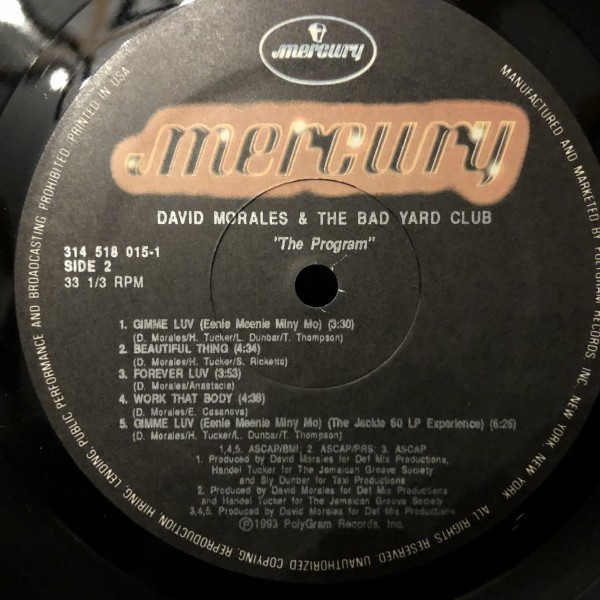 mercury
mercury
DAVID MORALES & THE BAD YARD CLUB
"The Program"
314 518 015-1
SIDE 2
33 1/3 RPM
1. GIMME LUV (Eenie Meenie Miny Mo) (3:30)
(D. Morales/H. Tucker/L. Dunbar/T. Thompson)
2. BEAUTIFUL THING (4:34)
(D. Morales/H. Tucker/S. Ricketts)
3. FOREVER LUV (3:53)
(D. Morales/Anastacia)
4. WORK THAT BODY (4:38)
(D. Morales/E. Casanova)
5. GIMME LUV (Eenie Meenie Miny Mo) (The Jackie 60 LP Experience) (6:26)
(D. Morales/H. Tucker/L. Dunbar/T. Thompson)
1,4,5. ASCAP/BMI; 2. ASCAP/PRS; 3. ASCAP
1. Produced by David Morales for Def Mix Productions,
Handel Tucker for The Jamaican Groove Society
and Sly Dunbar for Taxi Productions
2. Produced by David Morales for Def Mix Productions
and Handel Tucker for The Jamaican Groove Society
3,4,5. Produced by David Morales for Def Mix Productions
℗1993 PolyGram Records, Inc.
MANUFACTURED AND MARKETED BY POLYGRAM RECORDS, INC. NEW YORK, NEW YORK. ALL RIGHTS RESERVED. UNAUTHORIZED COPYING, REPRODUCTION, HIRING, LENDING, PUBLIC PERFORMANCE AND BROADCASTING PROHIBITED. PRINTED IN USA